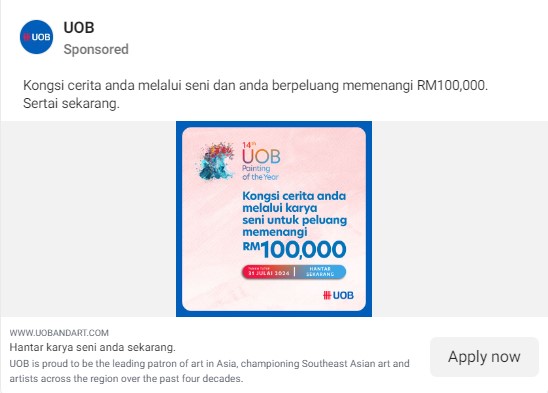 UOB
UOB
Sponsored
Kongsi cerita anda melalui seni dan anda berpeluang memenangi RM100,000.
Sertai sekarang.
14th
UOB
Painting
of the Year
Kongsi cerita anda
melalui karya
seni untuk peluang
memenangi
RM100,000
31 JULAI 2024
HANTAR
SEKARANG
UOB
WWW.UOBANDART.COM
Hantar karya seni anda sekarang.
UOB is proud to be the leading patron of art in Asia, championing Southeast Asian art and
artists across the region over the past four decades.
Apply now